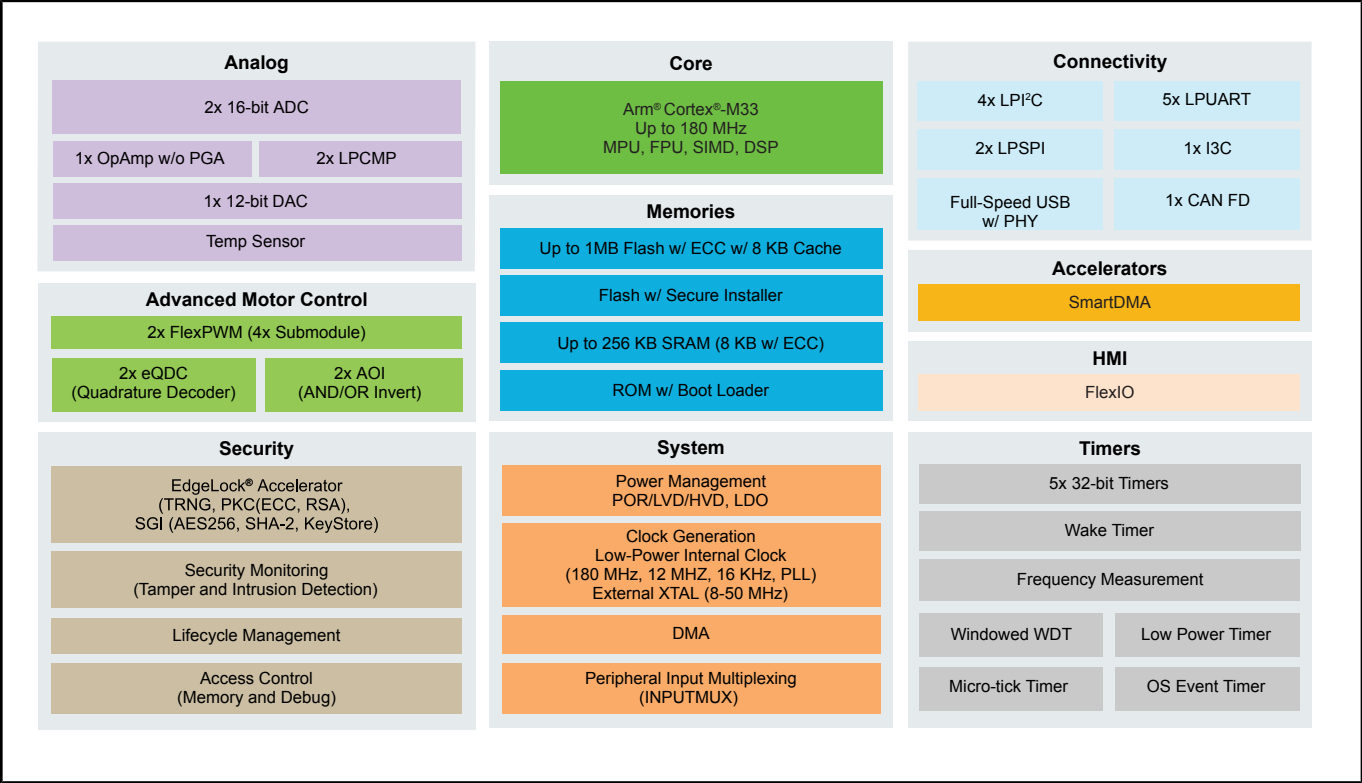 Analog
2x 16-bit ADC
1x OpAmp w/o PGA
2x LPCMP
1x 12-bit DAC
Temp Sensor
Advanced Motor Control
2x FlexPWM (4x Submodule)
2x eQDC
(Quadrature Decoder)
2x AOI
(AND/OR Invert)
Security
EdgeLock® Accelerator
(TRNG, PKC(ECC, RSA),
SGI (AES256, SHA-2, KeyStore)
Security Monitoring
(Tamper and Intrusion Detection)
Lifecycle Management
Access Control
(Memory and Debug)
Core
Arm® Cortex®-M33
Up to 180 MHz
MPU, FPU, SIMD, DSP
Memories
Up to 1MB Flash w/ ECC w/ 8 KB Cache
Flash w/ Secure Installer
Up to 256 KB SRAM (8 KB w/ ECC)
ROM w/ Boot Loader
System
Power Management
POR/LVD/HVD, LDO
Clock Generation
Low-Power Internal Clock
(180 MHz, 12 MHZ, 16 KHz, PLL)
External XTAL (8-50 MHz)
DMA
Peripheral Input Multiplexing
(INPUTMUX)
Connectivity
4x LPI²C
5x LPUART
2x LPSPI
1x I3C
Full-Speed USB
w/ PHY
1x CAN FD
Accelerators
SmartDMA
HMI
FlexIO
Timers
5x 32-bit Timers
Wake Timer
Frequency Measurement
Windowed WDT
Low Power Timer
Micro-tick Timer
OS Event Timer